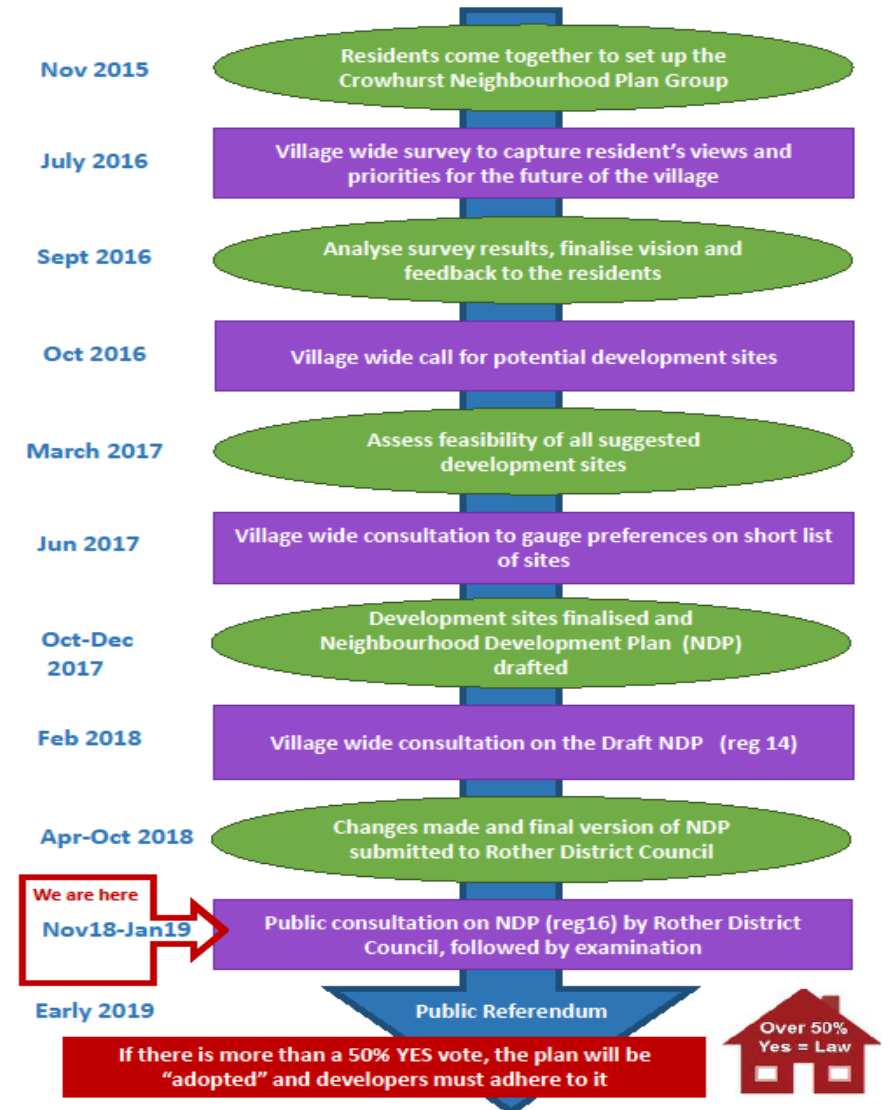 Nov 2015
Residents come together to set up the
Crowhurst Neighbourhood Plan Group
July 2016
Village wide survey to capture resident's views and
priorities for the future of the village
Sept 2016
Analyse survey results, finalise vision and
feedback to the residents
Oct 2016
Village wide call for potential development sites
March 2017
Assess feasibility of all suggested
development sites
Jun 2017
Village wide consultation to gauge preferences on short list
of sites
Oct-Dec
2017
Development sites finalised and
Neighbourhood Development Plan (NDP)
drafted
Feb 2018
Village wide consultation on the Draft NDP (reg 14)
Apr-Oct 2018
Changes made and final version of NDP
submitted to Rother District Council
We are here
Nov18-Jan19
Public consultation on NDP (reg16) by Rother District
Council, followed by examination
Early 2019
Public Referendum
If there is more than a 50% YES vote, the plan will be
"adopted" and developers must adhere to it
Over 50%
Yes = Law